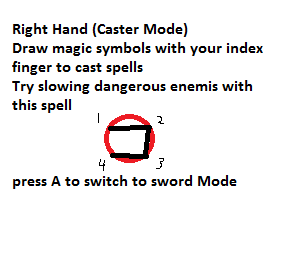 Right Hand (Caster Mode)
Draw magic symbols with your index
finger to cast spells
Try slowing dangerous enemis with
this spell
1 2
4 3
press A to switch to sword Mode